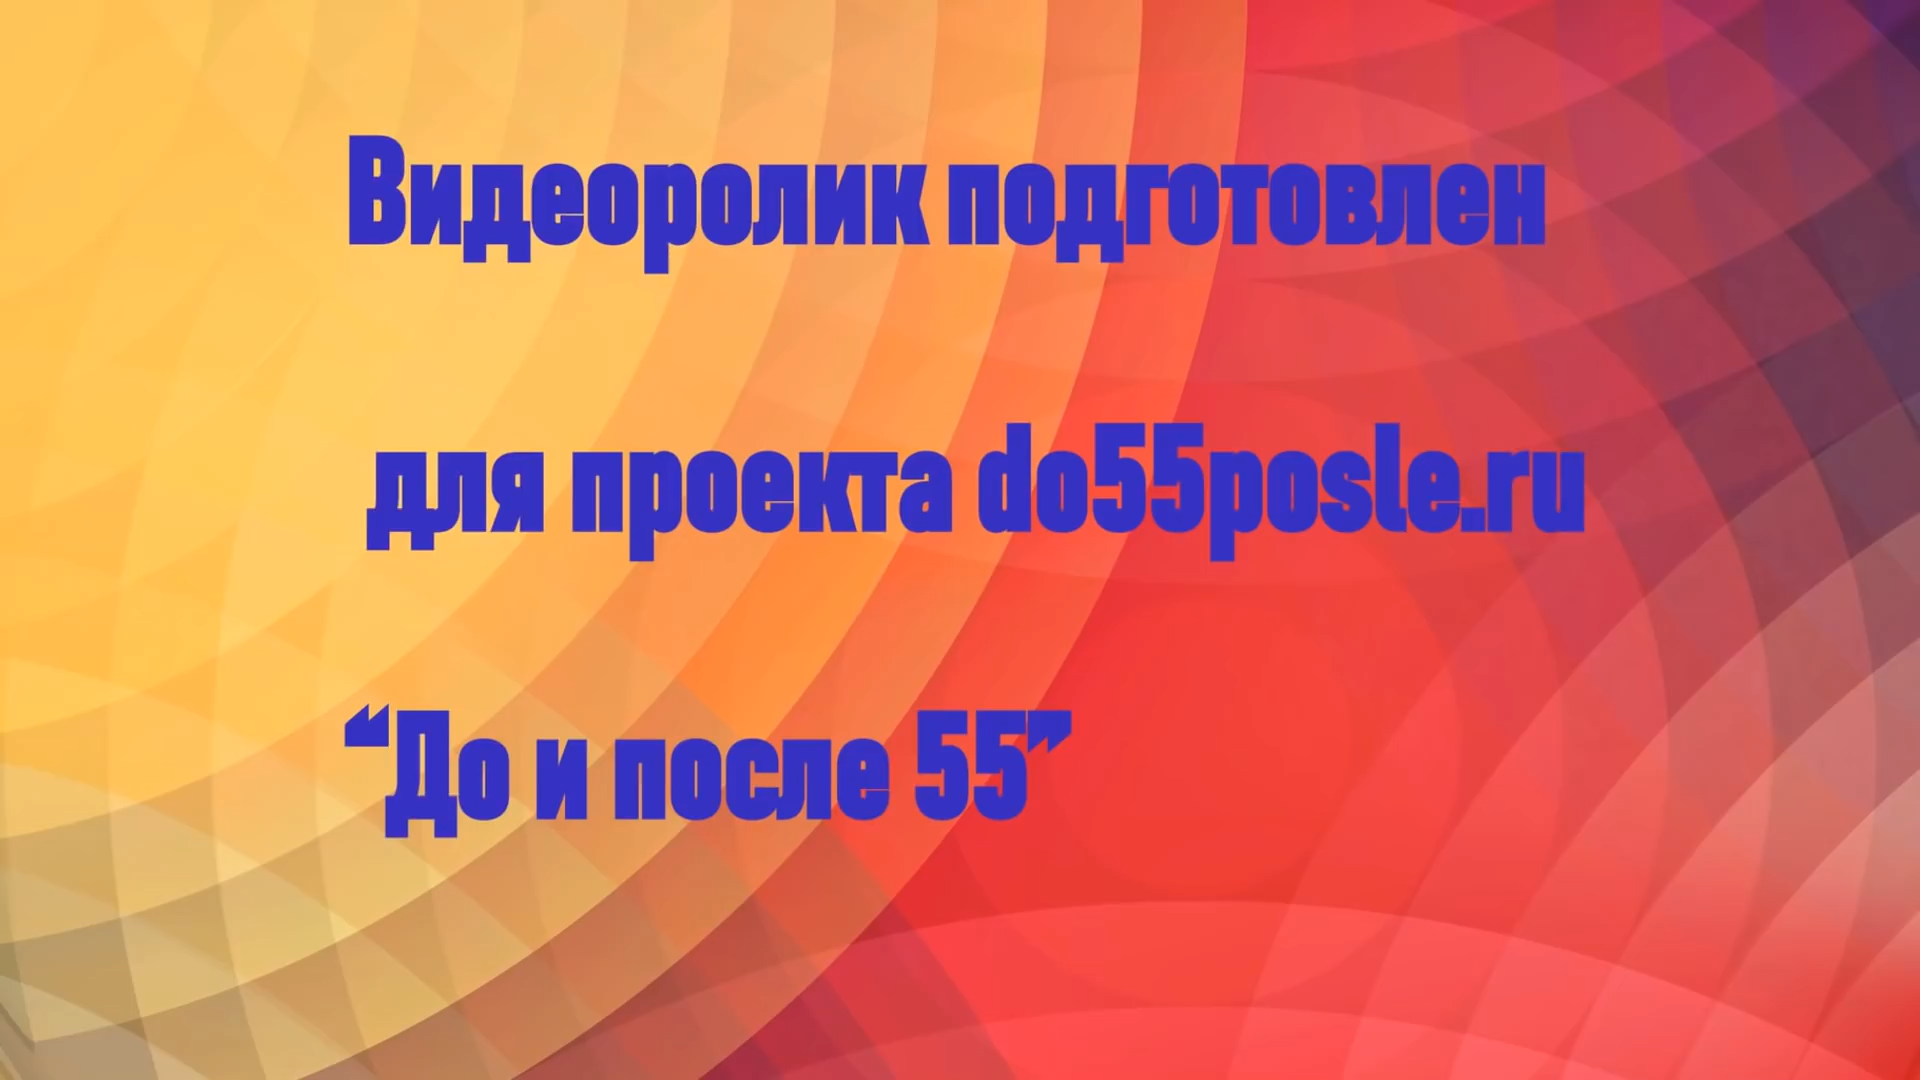 Видеоролик подготовлен
для проекта do55posle.ru
“До и после 55”